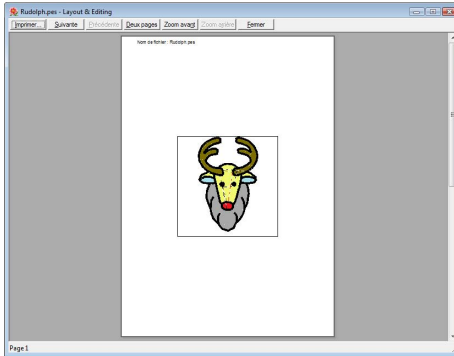 Rudolph.pes - Layout & Editing
Imprimer... Suivante Précédente Deux pages Zoom avant Zoom arrière Fermer
Nom de fichier : Rudolph.pes
Page 1